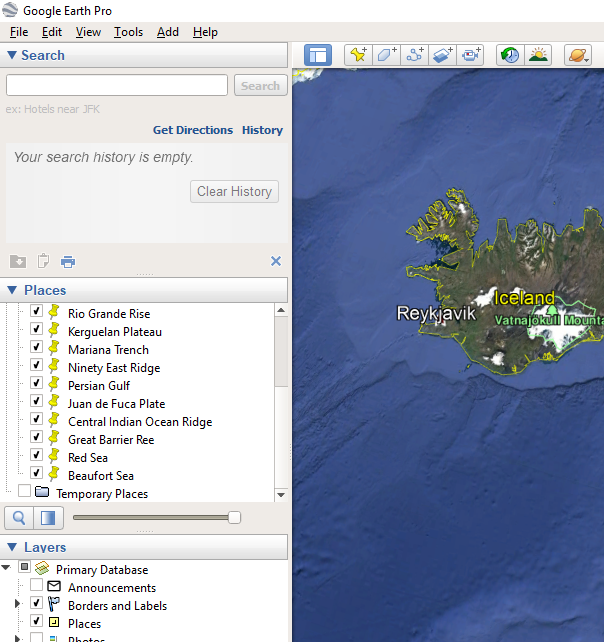 Google Earth Pro
File Edit View Tools Add Help
Search
Search
ex: Hotels near JFK
Get Directions History
Your search history is empty.
Clear History
Places
Rio Grande Rise
Kerguelan Plateau
Mariana Trench
Ninety East Ridge
Persian Gulf
Juan de Fuca Plate
Central Indian Ocean Ridge
Great Barrier Ree
Red Sea
Beaufort Sea
Temporary Places
Layers
Primary Database
Announcements
Borders and Labels
Places
Photos
Iceland
Reykjavik
Vatnajökull Mounta